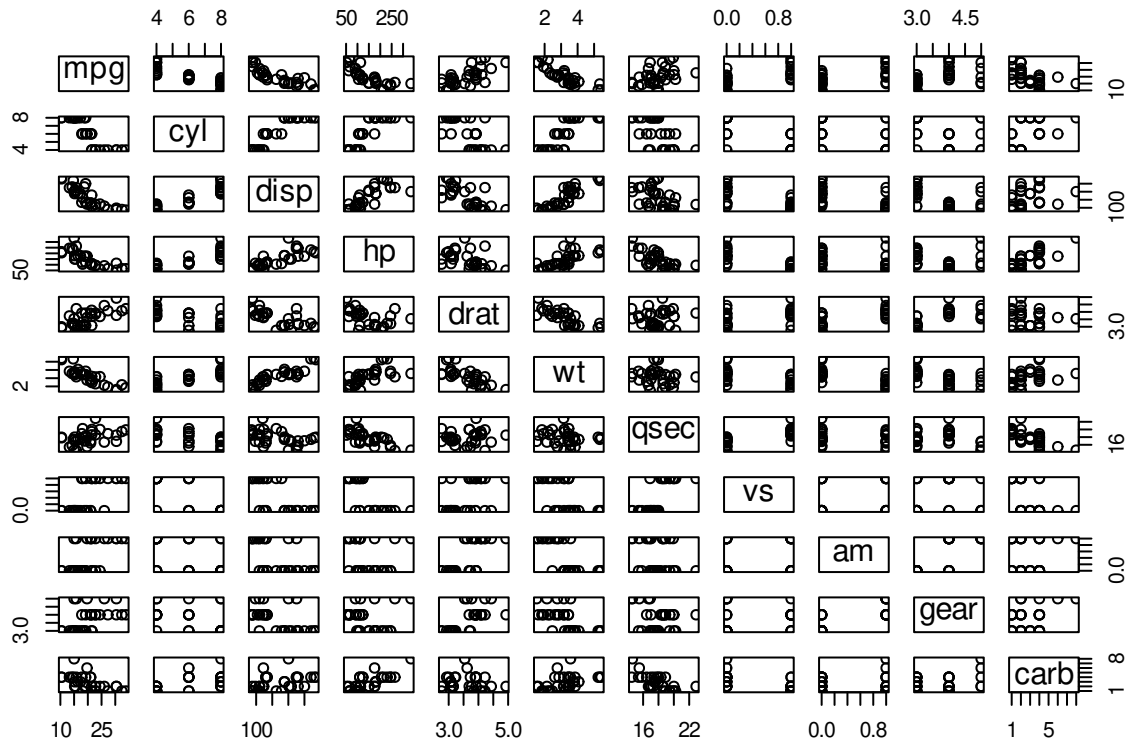 4 6 8 50 250 2 4 0.0 0.8 3.0 4.5
mpg 10
8 4 cyl
disp 100
50 hp
drat 3.0
2 wt
qsec 16
0.0 vs
am 0.0
3.0 gear
carb 8 1
10 25 100 3.0 5.0 16 22 0.0 0.8 1 5